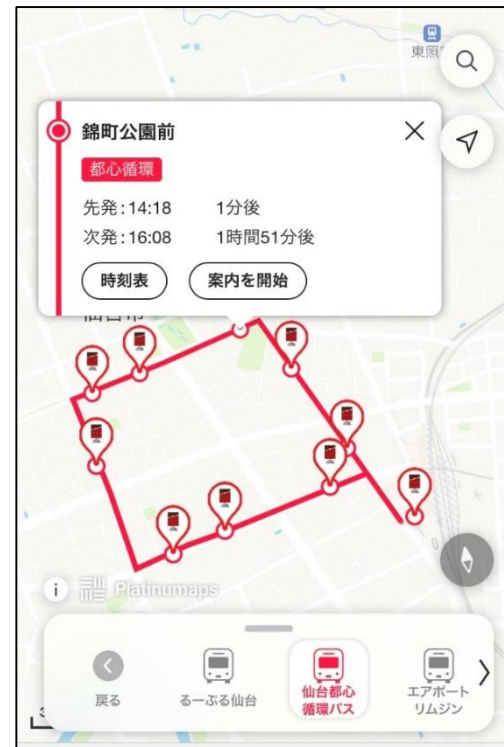 東照
錦町公園前
都心循環
先発:14:18 1分後
次発:16:08 1時間51分後
時刻表 案内を開始
仙台市
i Platinumaps
戻る
るーぷる仙台
仙台都心
循環バス
エアポート
リムジン